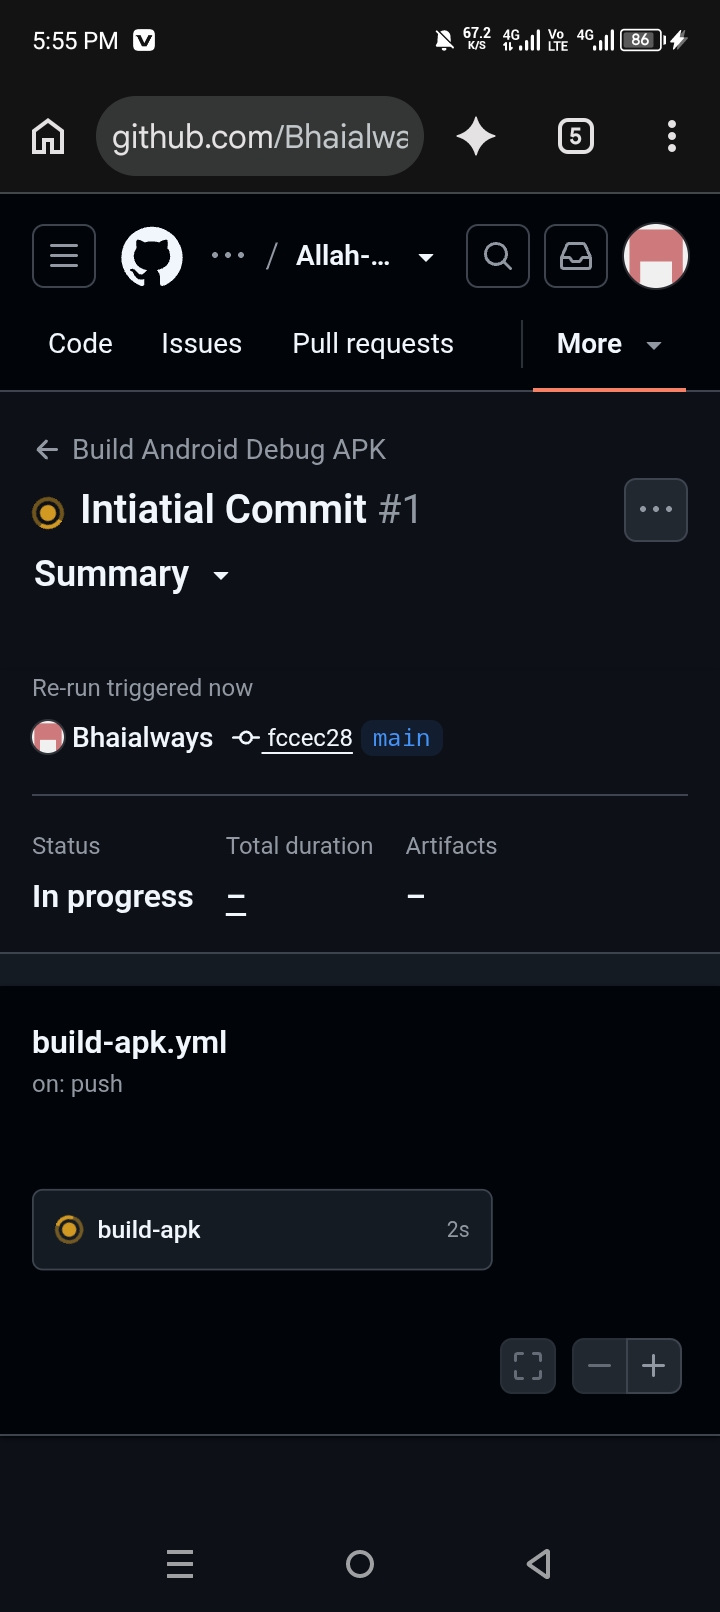 5:55 PM
67.2 K/S 4G Vo LTE 4G 86
github.com/Bhaialwa
5
... / Allah-...
Code Issues Pull requests More
← Build Android Debug APK
Intiatial Commit #1
Summary
Re-run triggered now
Bhaialways fccec28 main
Status Total duration Artifacts
In progress – –
build-apk.yml
on: push
build-apk 2s